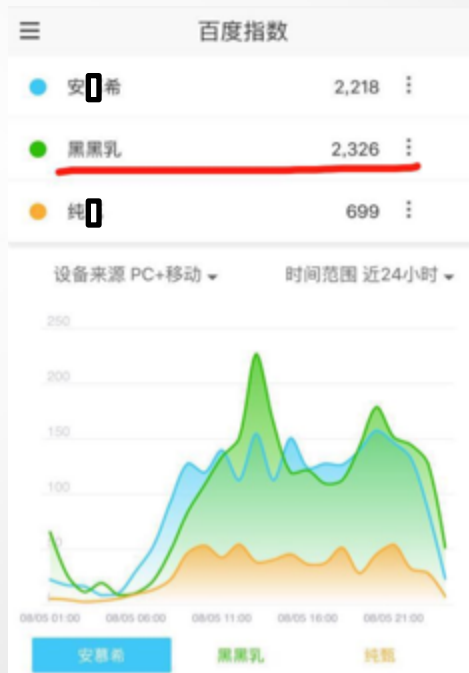 百度指数
安 希 2,218
黑黑乳 2,326
纯 699
设备来源 PC+移动 时间范围 近24小时
250
200
150
100
08/05 01:00 08/05 06:00 08/05 11:00 08/05 16:00 08/05 21:00
安慕希 黑黑乳 纯甄